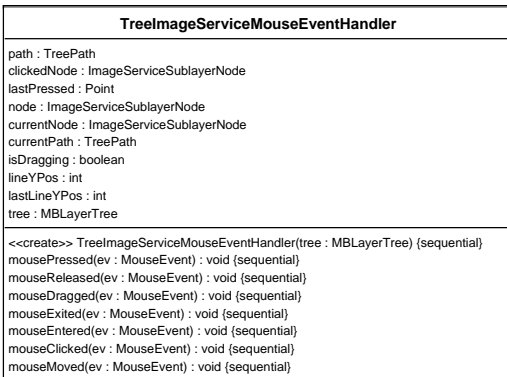 TreeImageServiceMouseEventHandler
path : TreePath
clickedNode : ImageServiceSublayerNode
lastPressed : Point
node : ImageServiceSublayerNode
currentNode : ImageServiceSublayerNode
currentPath : TreePath
isDragging : boolean
lineYPos : int
lastLineYPos : int
tree : MBLayerTree
<<create>> TreeImageServiceMouseEventHandler(tree : MBLayerTree) {sequential}
mousePressed(ev : MouseEvent) : void {sequential}
mouseReleased(ev : MouseEvent) : void {sequential}
mouseDragged(ev : MouseEvent) : void {sequential}
mouseExited(ev : MouseEvent) : void {sequential}
mouseEntered(ev : MouseEvent) : void {sequential}
mouseClicked(ev : MouseEvent) : void {sequential}
mouseMoved(ev : MouseEvent) : void {sequential}